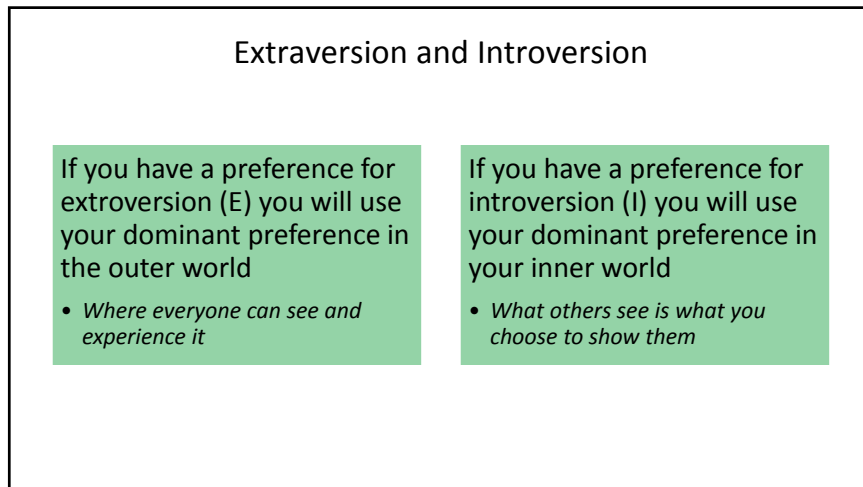 Extraversion and Introversion
If you have a preference for
extroversion (E) you will use
your dominant preference in
the outer world
• Where everyone can see and
experience it
If you have a preference for
introversion (I) you will use
your dominant preference in
your inner world
• What others see is what you
choose to show them